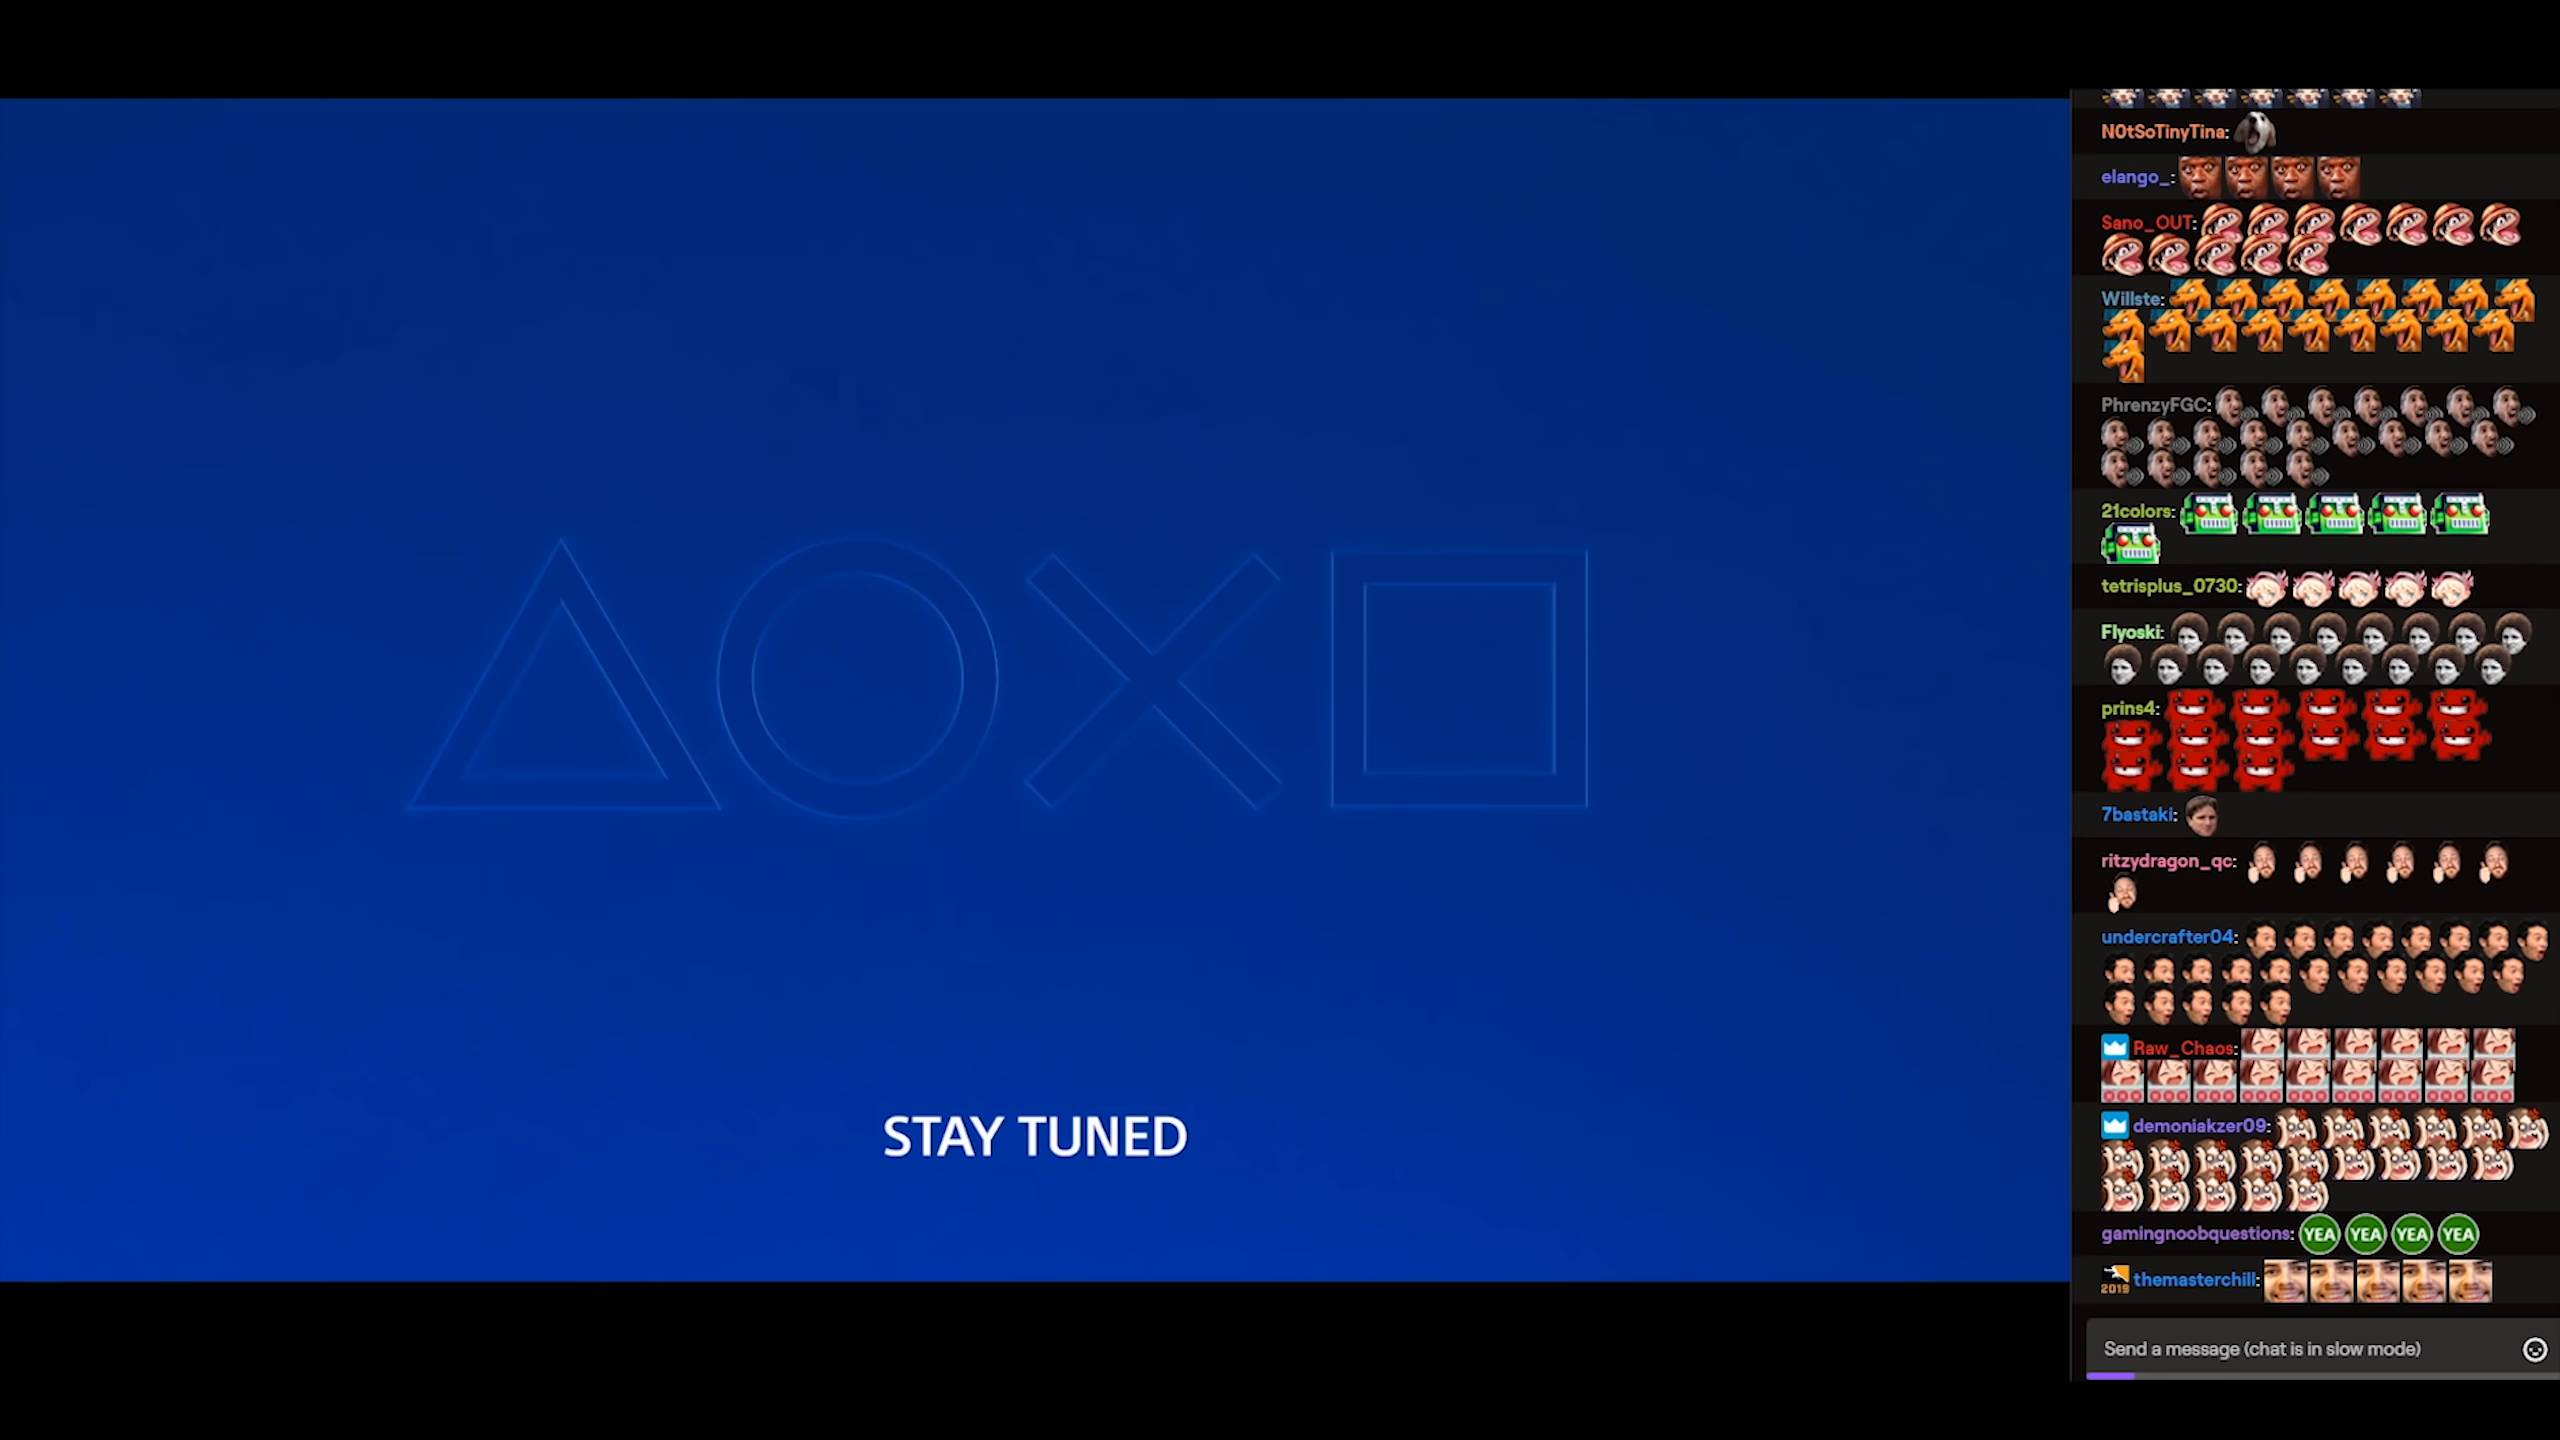 STAY TUNED
N0tSoTinyTina:
elango_:
Sano_OUT:
Willste:
PhrenzyFGC:
21colors:
tetrisplus_0730:
Flyoski:
prins4:
7bastaki:
ritzydragon_qc:
undercrafter04:
Raw_Chaos:
demoniakzer09:
gamingnoobquestions: YEA YEA YEA YEA
2019 themasterchill:
Send a message (chat is in slow mode)